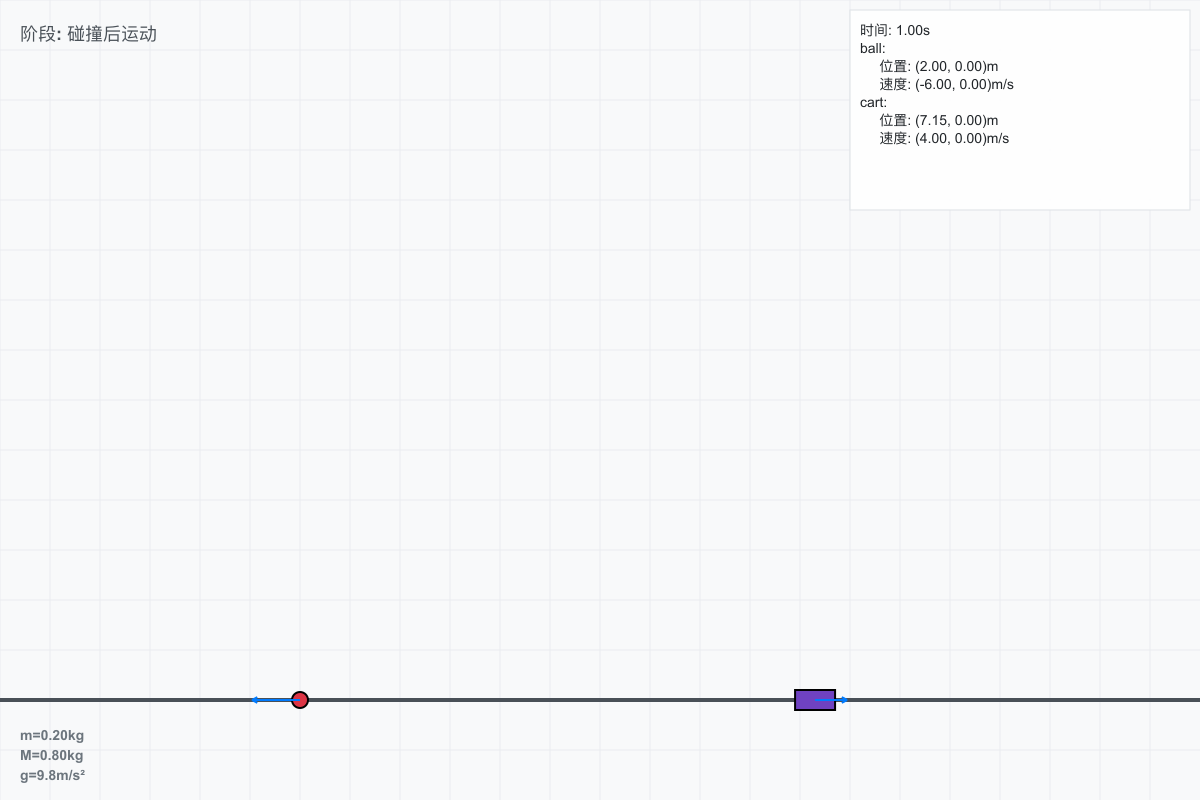 阶段: 碰撞后运动
时间: 1.00s
ball:
位置: (2.00, 0.00)m
速度: (-6.00, 0.00)m/s
cart:
位置: (7.15, 0.00)m
速度: (4.00, 0.00)m/s
m=0.20kg
M=0.80kg
g=9.8m/s²